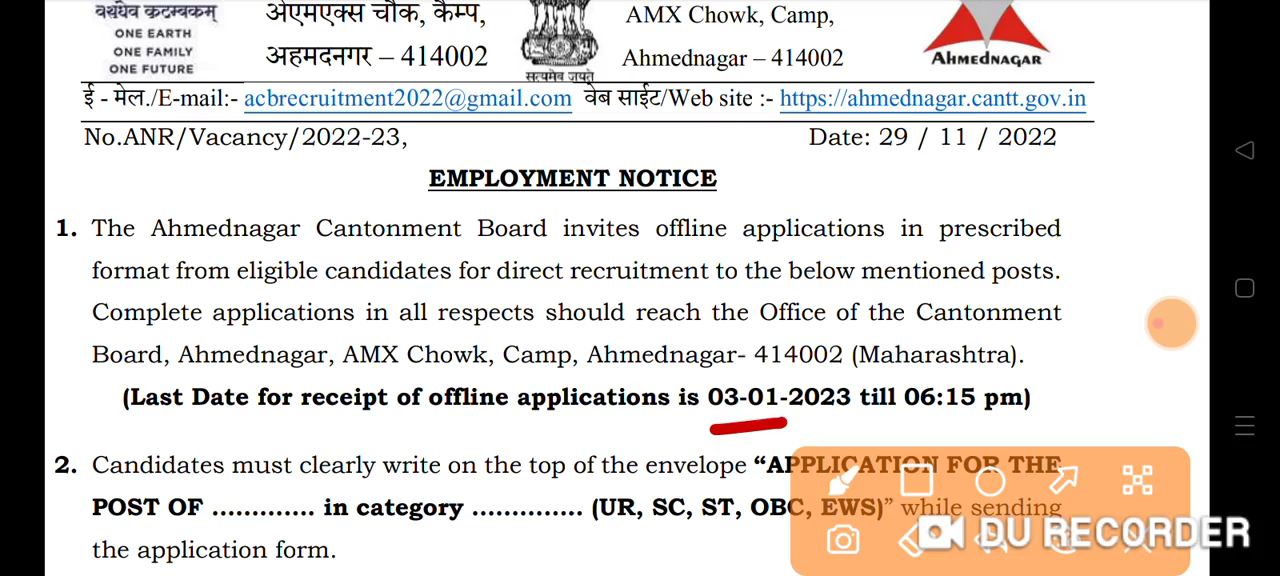 वसुधैव कुटुम्बकम्
ONE EARTH
ONE FAMILY
ONE FUTURE
एएमएक्स चौक, कैम्प,
अहमदनगर – 414002
सत्यमेव जयते
AMX Chowk, Camp,
Ahmednagar – 414002
AHMEDNAGAR
ई - मेल./E-mail:- acbrecruitment2022@gmail.com वेब साईट/Web site :- https://ahmednagar.cantt.gov.in
No.ANR/Vacancy/2022-23, Date: 29 / 11 / 2022
EMPLOYMENT NOTICE
1. The Ahmednagar Cantonment Board invites offline applications in prescribed
format from eligible candidates for direct recruitment to the below mentioned posts.
Complete applications in all respects should reach the Office of the Cantonment
Board, Ahmednagar, AMX Chowk, Camp, Ahmednagar- 414002 (Maharashtra).
(Last Date for receipt of offline applications is 03-01-2023 till 06:15 pm)
2. Candidates must clearly write on the top of the envelope “APPLICATION FOR THE
POST OF ............. in category .............. (UR, SC, ST, OBC, EWS)” while sending
the application form.
DU RECORDER